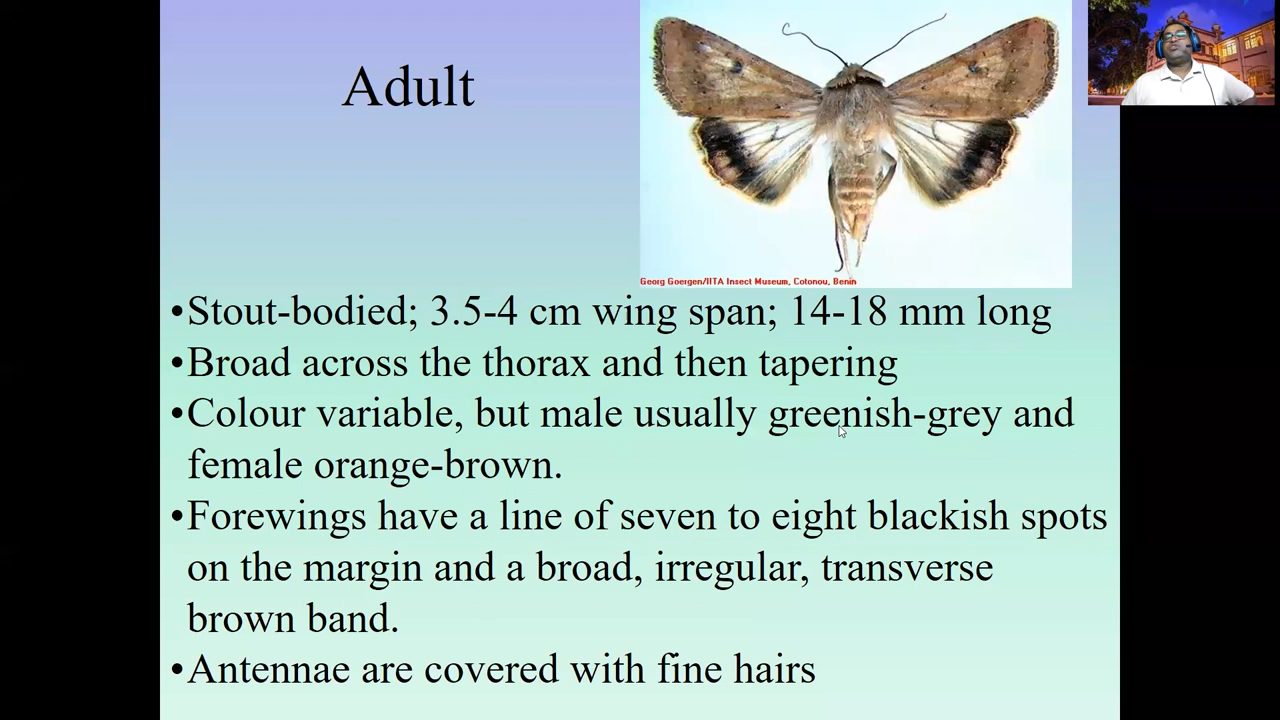 Adult
Georg Goergen/IITA Insect Museum, Cotonou, Benin
•Stout-bodied; 3.5-4 cm wing span; 14-18 mm long
•Broad across the thorax and then tapering
•Colour variable, but male usually greenish-grey and
female orange-brown.
•Forewings have a line of seven to eight blackish spots
on the margin and a broad, irregular, transverse
brown band.
•Antennae are covered with fine hairs